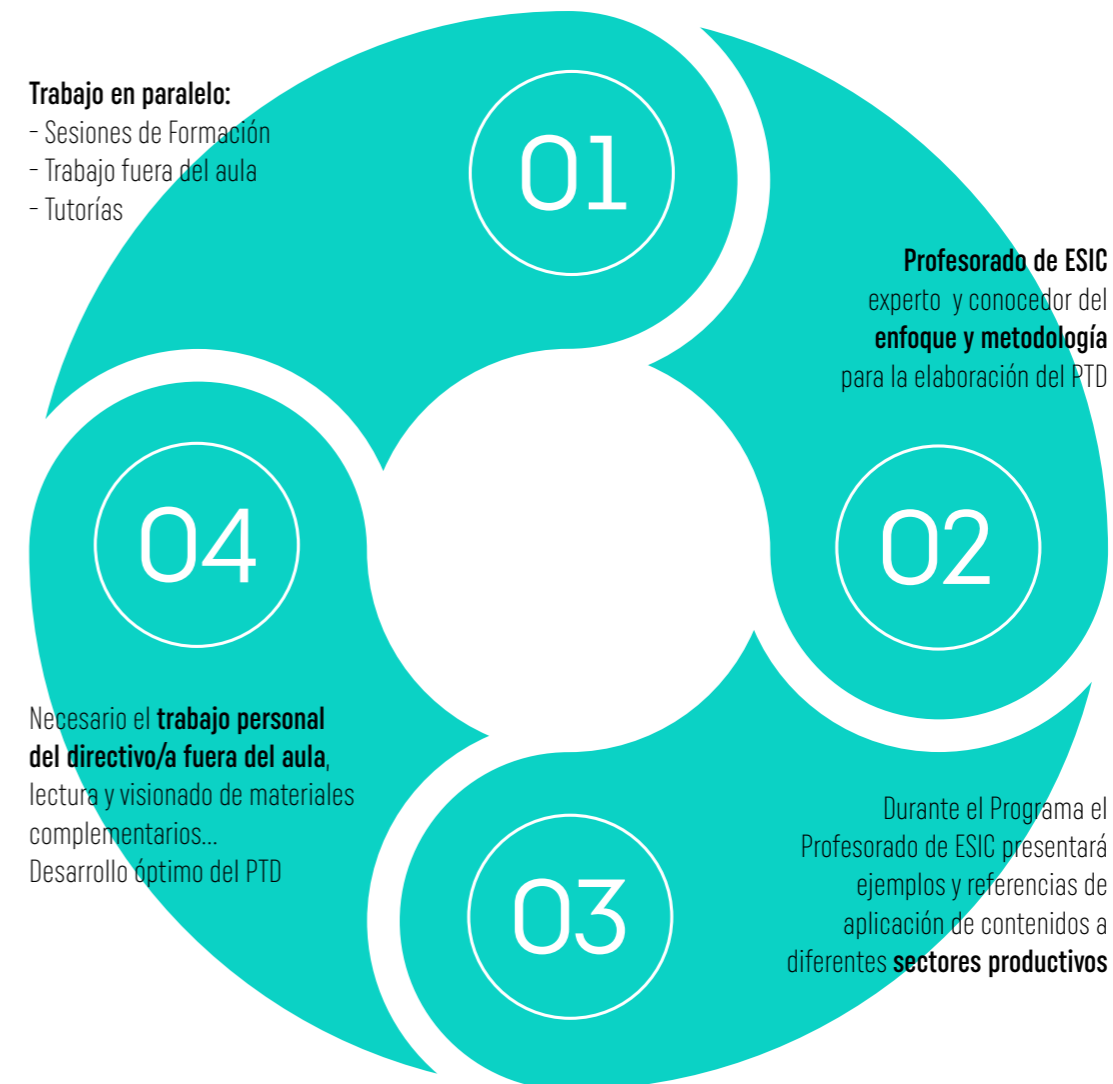 Trabajo en paralelo:
- Sesiones de Formación
- Trabajo fuera del aula
- Tutorías
01
Profesorado de ESIC
experto y conocedor del
enfoque y metodología
para la elaboración del PTD
02
Durante el Programa el
Profesorado de ESIC presentará
ejemplos y referencias de
aplicación de contenidos a
diferentes sectores productivos
03
Necesario el trabajo personal
del directivo/a fuera del aula,
lectura y visionado de materiales
complementarios...
Desarrollo óptimo del PTD
04